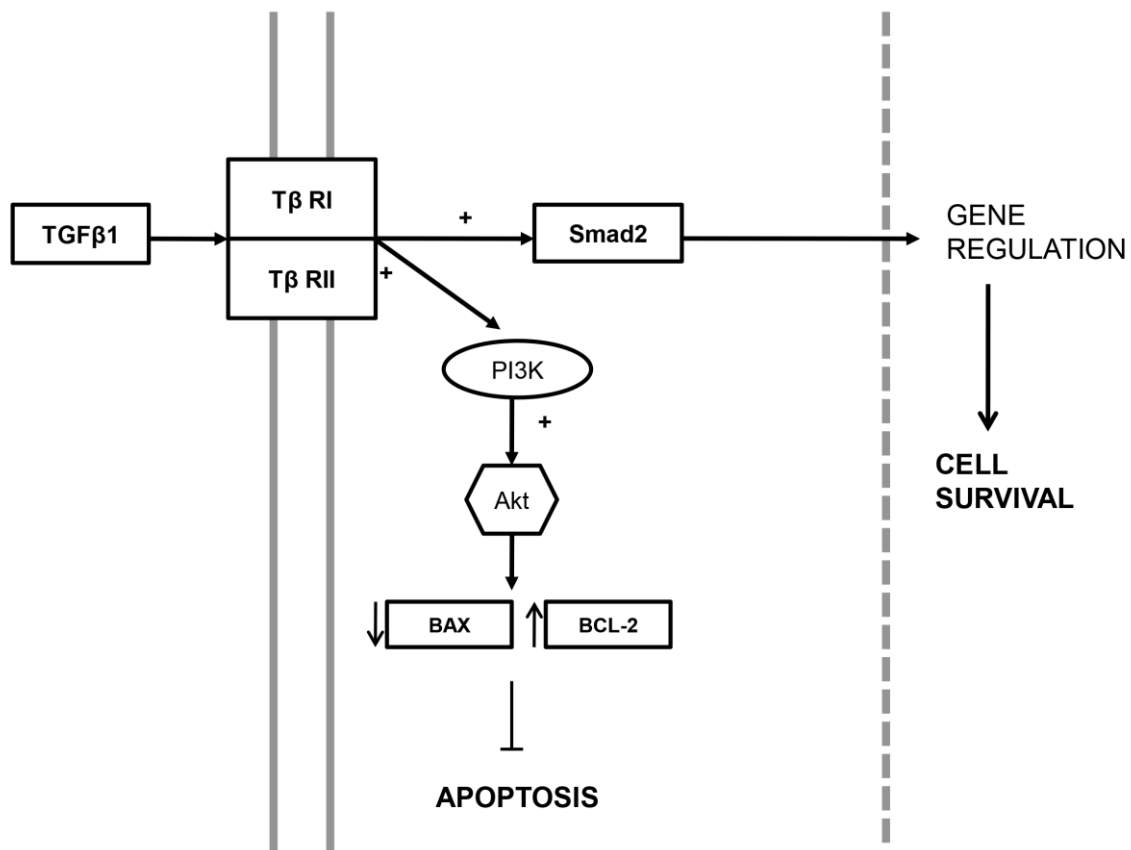 TGFβ1
Tβ RI
Tβ RII
+
+
Smad2
GENE
REGULATION
PI3K
+
Akt
CELL
SURVIVAL
BAX
BCL-2
APOPTOSIS